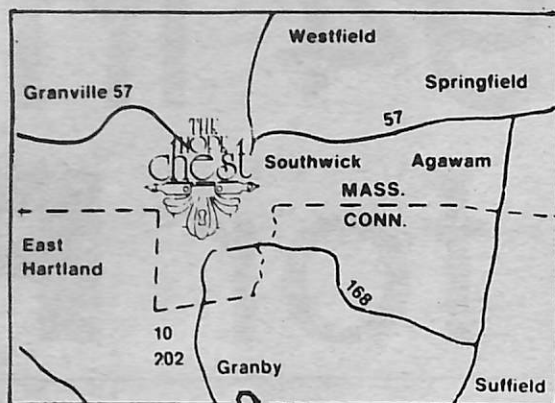 Westfield
Springfield
Granville 57
57
THE
HOPE
chest
Southwick
Agawam
MASS.
CONN.
East
Hartland
168
10
202
Granby
Suffield